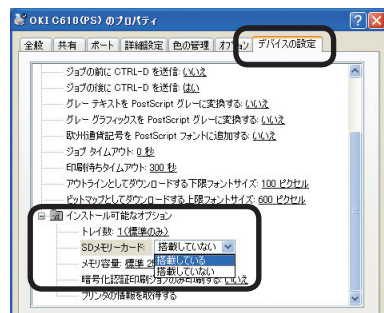 OKI C610(PS) のプロパティ
全般 共有 ポート 詳細設定 色の管理 デバイスの設定
ジョブの前に CTRL-D を送信: いいえ
ジョブの後に CTRL-D を送信: はい
グレー テキストを PostScript グレーに変換する: いいえ
グレー グラフィックスを PostScript グレーに変換する: いいえ
欧州通貨記号を PostScript フォントに追加する: いいえ
ジョブ タイムアウト: 0 秒
印刷待ちタイムアウト: 300 秒
アウトラインとしてダウンロードする下限フォントサイズ: 100 ピクセル
ビットマップとしてダウンロードする上限フォントサイズ: 600 ピクセル
インストール可能なオプション
トレイ数: 1(標準のみ)
SDメモリーカード: 搭載していない
搭載している
メモリ容量: 標準
搭載していない
暗号化認証印刷ジョブのみ印刷する: いいえ
プリンタの情報を取得する